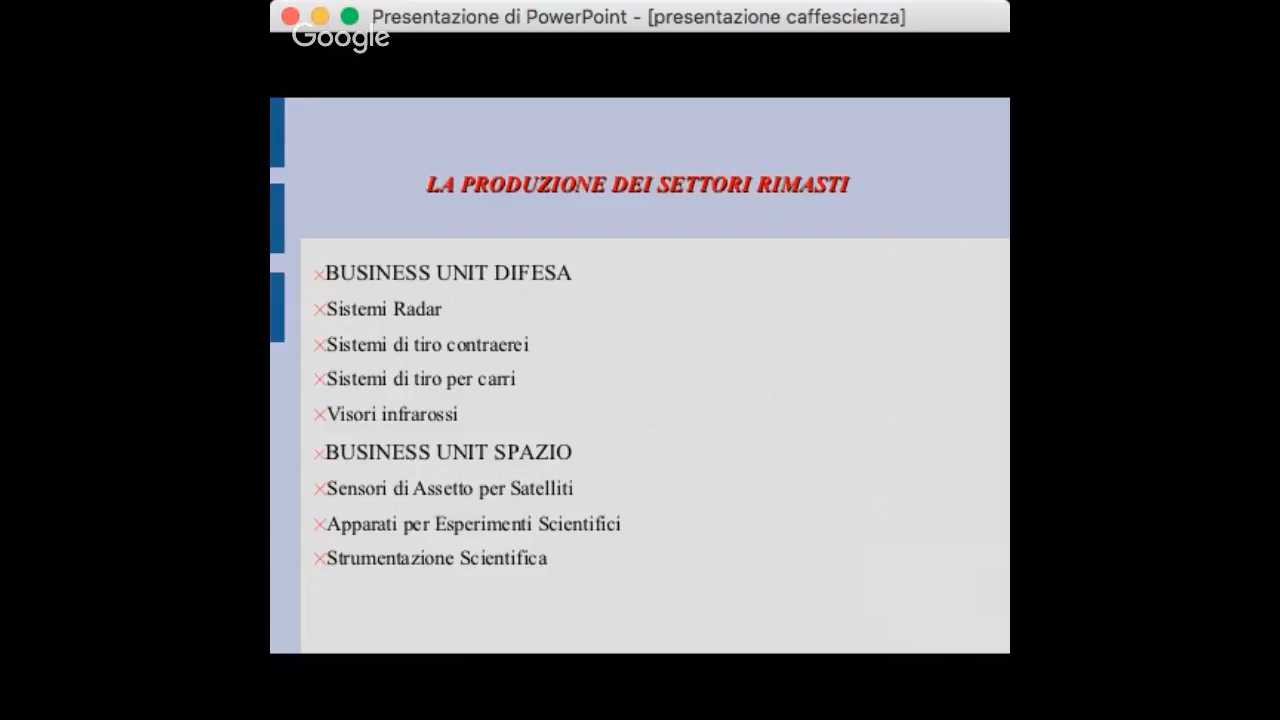 Presentazione di PowerPoint - [presentazione caffescienza]
Google
LA PRODUZIONE DEI SETTORI RIMASTI
BUSINESS UNIT DIFESA
Sistemi Radar
Sistemi di tiro contraerei
Sistemi di tiro per carri
Visori infrarossi
BUSINESS UNIT SPAZIO
Sensori di Assetto per Satelliti
Apparati per Esperimenti Scientifici
Strumentazione Scientifica